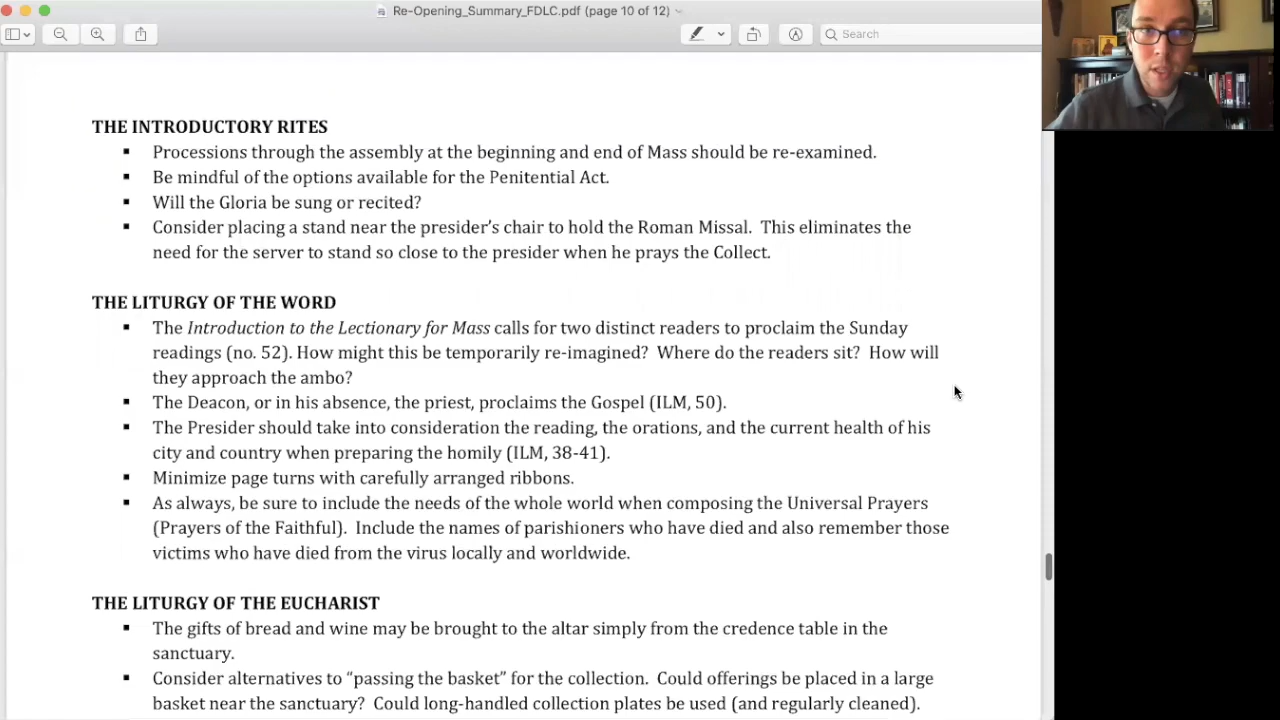 Re-Opening_Summary_FDLC.pdf (page 10 of 12)
Search
THE INTRODUCTORY RITES
▪ Processions through the assembly at the beginning and end of Mass should be re-examined.
▪ Be mindful of the options available for the Penitential Act.
▪ Will the Gloria be sung or recited?
▪ Consider placing a stand near the presider’s chair to hold the Roman Missal.  This eliminates the
need for the server to stand so close to the presider when he prays the Collect.
THE LITURGY OF THE WORD
▪ The Introduction to the Lectionary for Mass calls for two distinct readers to proclaim the Sunday
readings (no. 52). How might this be temporarily re-imagined?  Where do the readers sit?  How will
they approach the ambo?
▪ The Deacon, or in his absence, the priest, proclaims the Gospel (ILM, 50).
▪ The Presider should take into consideration the reading, the orations, and the current health of his
city and country when preparing the homily (ILM, 38-41).
▪ Minimize page turns with carefully arranged ribbons.
▪ As always, be sure to include the needs of the whole world when composing the Universal Prayers
(Prayers of the Faithful).  Include the names of parishioners who have died and also remember those
victims who have died from the virus locally and worldwide.
THE LITURGY OF THE EUCHARIST
▪ The gifts of bread and wine may be brought to the altar simply from the credence table in the
sanctuary.
▪ Consider alternatives to “passing the basket” for the collection.  Could offerings be placed in a large
basket near the sanctuary?  Could long-handled collection plates be used (and regularly cleaned).